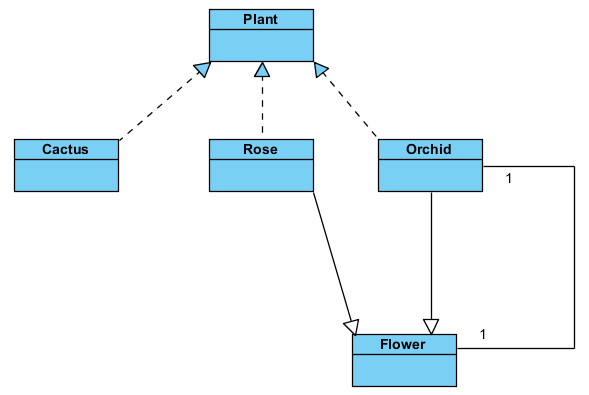 Plant
Cactus
Rose
Orchid
1
1
Flower